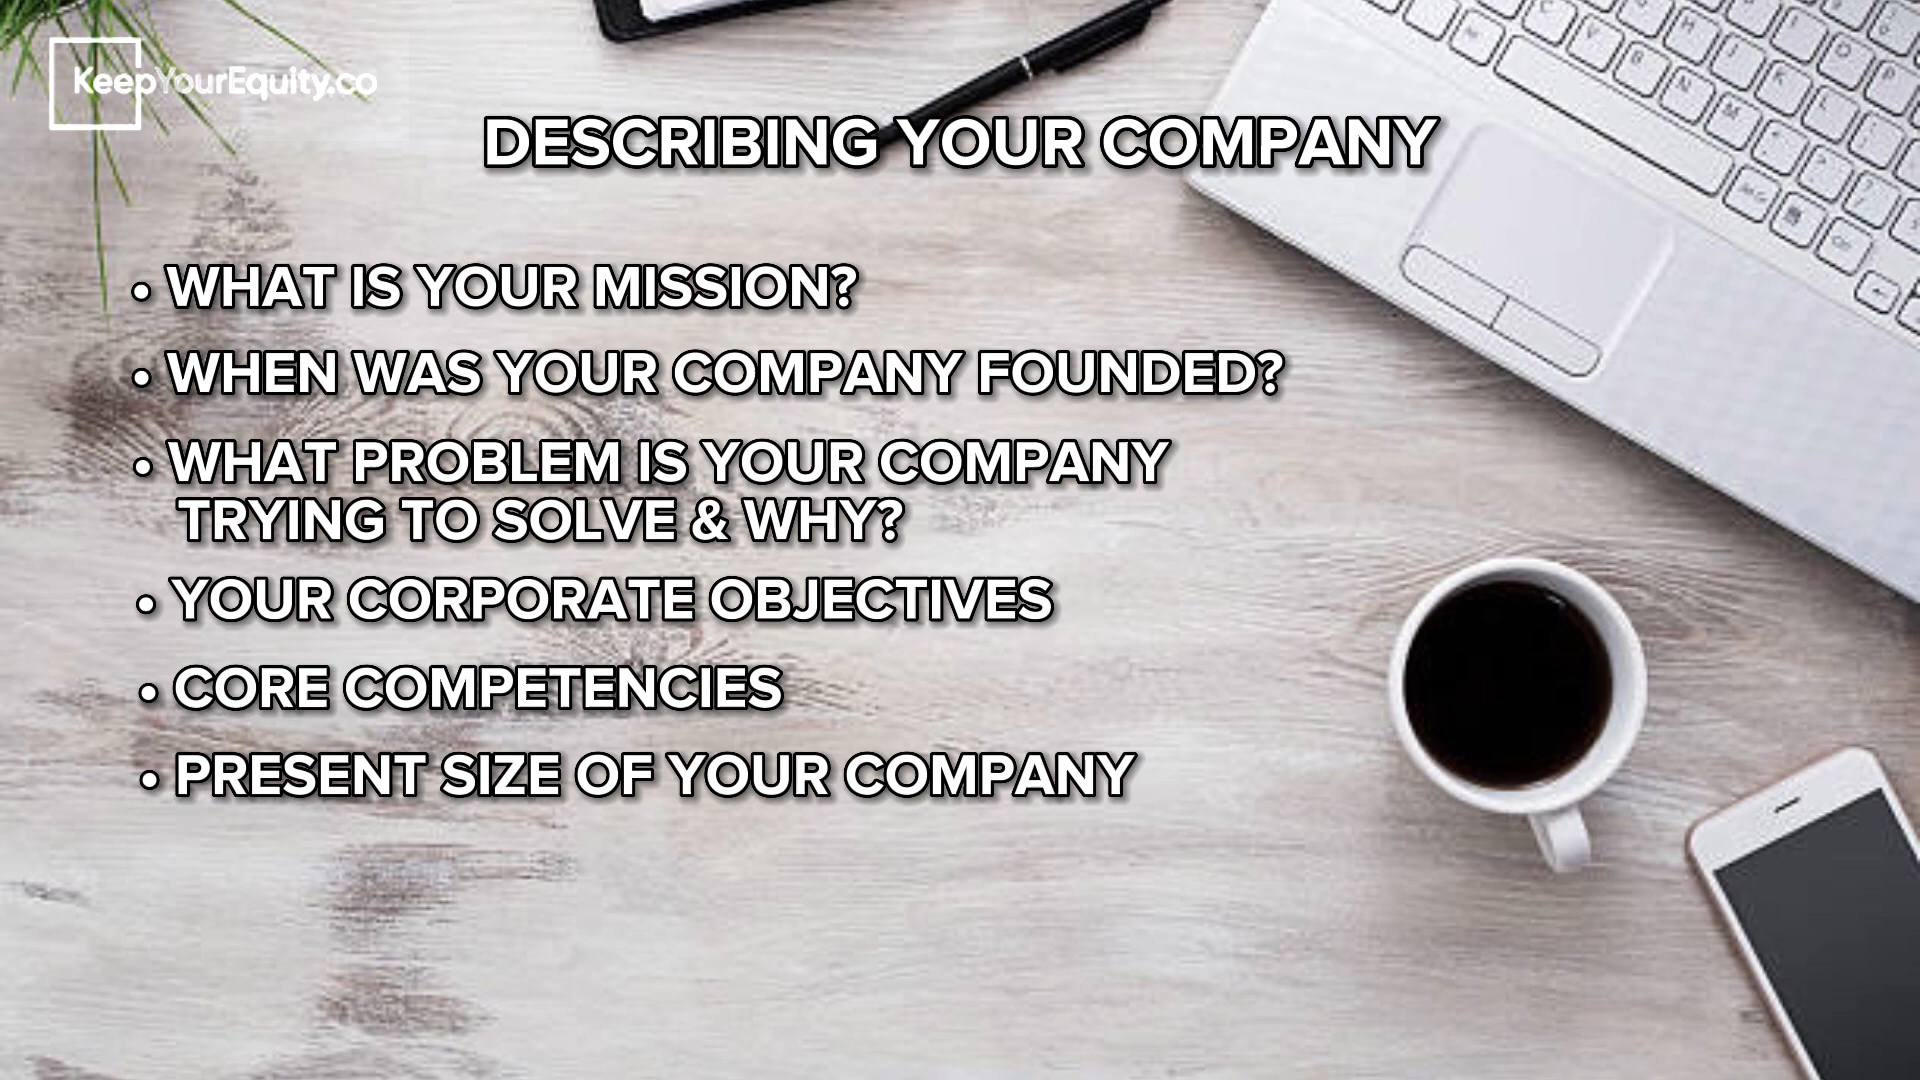 KeepYourEquity.co
DESCRIBING YOUR COMPANY
• WHAT IS YOUR MISSION?
• WHEN WAS YOUR COMPANY FOUNDED?
• WHAT PROBLEM IS YOUR COMPANY
TRYING TO SOLVE & WHY?
• YOUR CORPORATE OBJECTIVES
• CORE COMPETENCIES
• PRESENT SIZE OF YOUR COMPANY